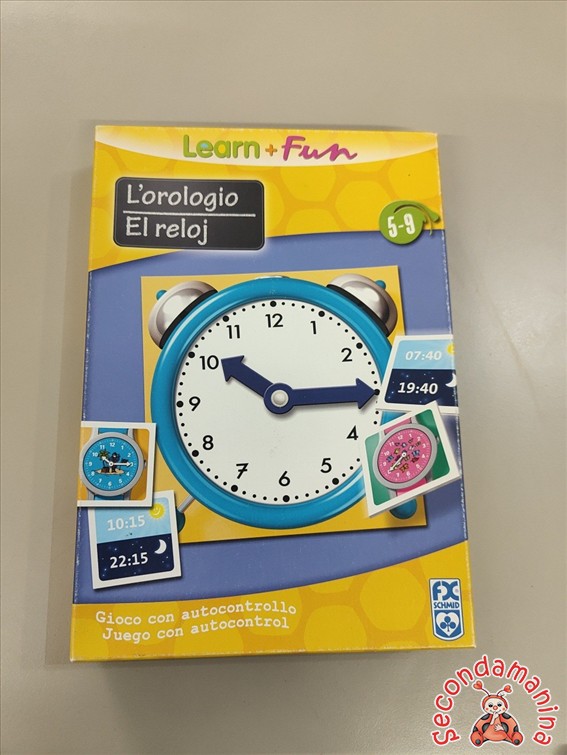 Learn + Fun
L'orologio
El reloj
5-9
12
11
1
10
2
9
8
4
7
5
6
07:40
19:40
10:15
22:15
Gioco con autocontrollo
Juego con autocontrol
FX
SCHMID
Secondamanina